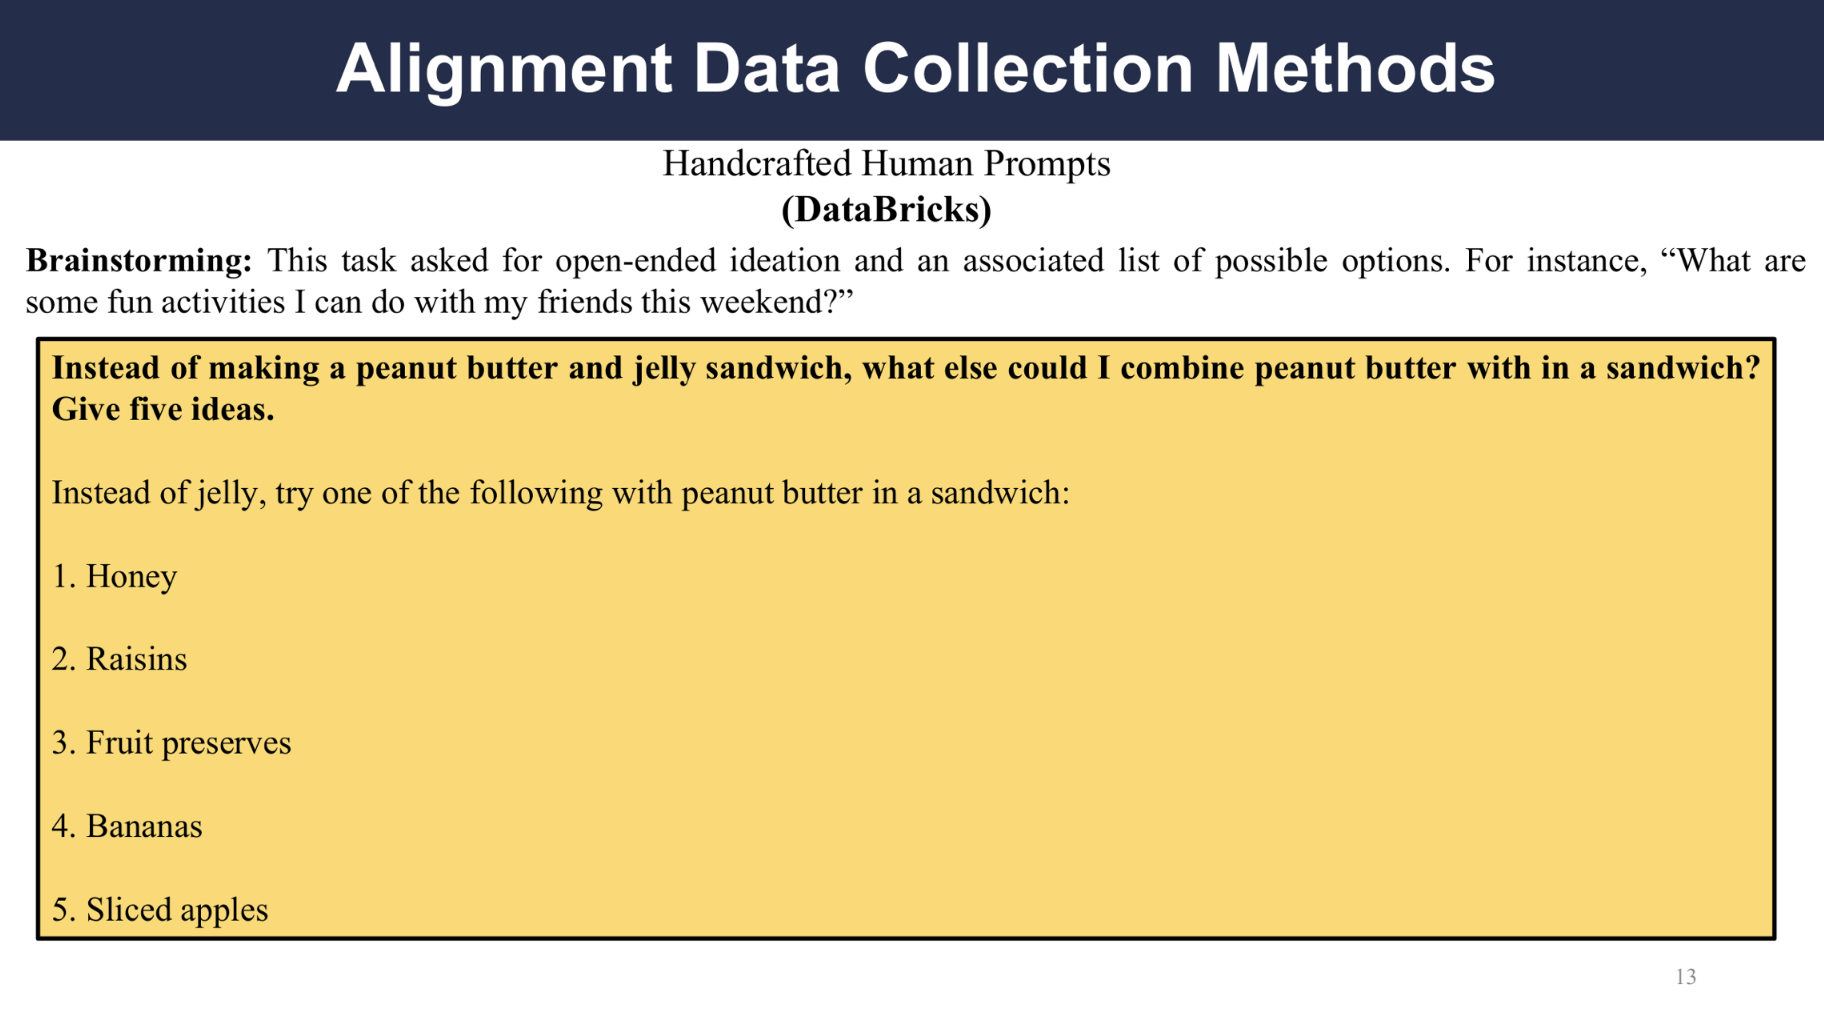 Alignment Data Collection Methods
Handcrafted Human Prompts
(DataBricks)
Brainstorming: This task asked for open-ended ideation and an associated list of possible options. For instance, “What are
some fun activities I can do with my friends this weekend?”
Instead of making a peanut butter and jelly sandwich, what else could I combine peanut butter with in a sandwich?
Give five ideas.
Instead of jelly, try one of the following with peanut butter in a sandwich:
1. Honey
2. Raisins
3. Fruit preserves
4. Bananas
5. Sliced apples
13